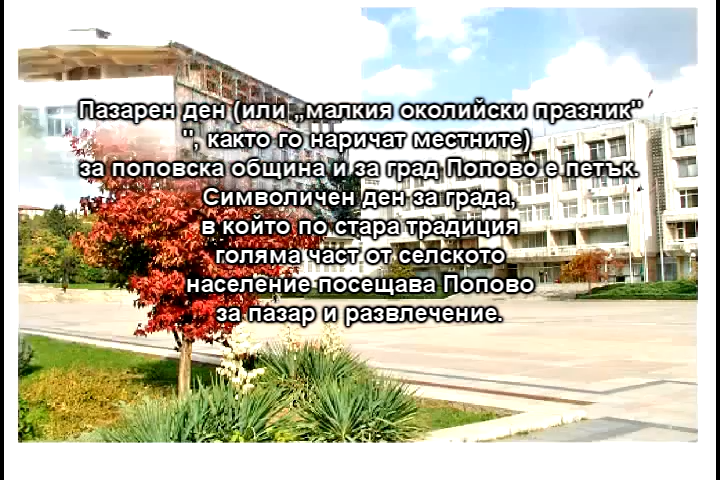 Пазарен ден (или „малкия околийски празник"
", както го наричат местните)
за поповска община и за град Попово е петък.
Символичен ден за града,
в който по стара традиция
голяма част от селското
население посещава Попово
за пазар и развлечение.